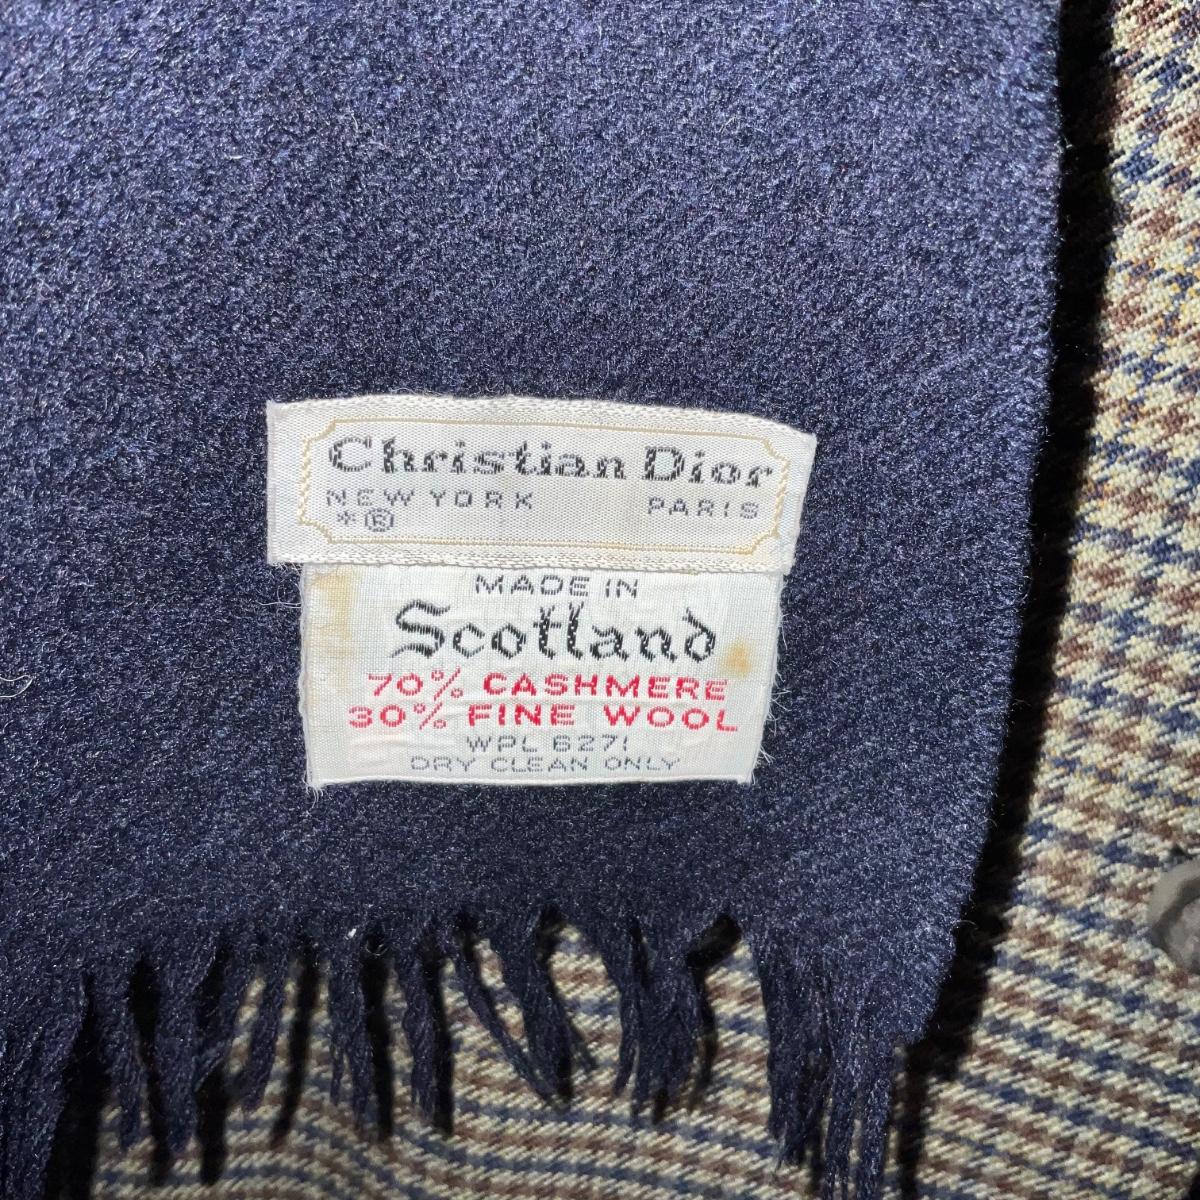 Christian Dior
NEW YORK PARIS
*®
MADE IN
Scotland
70% CASHMERE
30% FINE WOOL
WPL 6271
DRY CLEAN ONLY